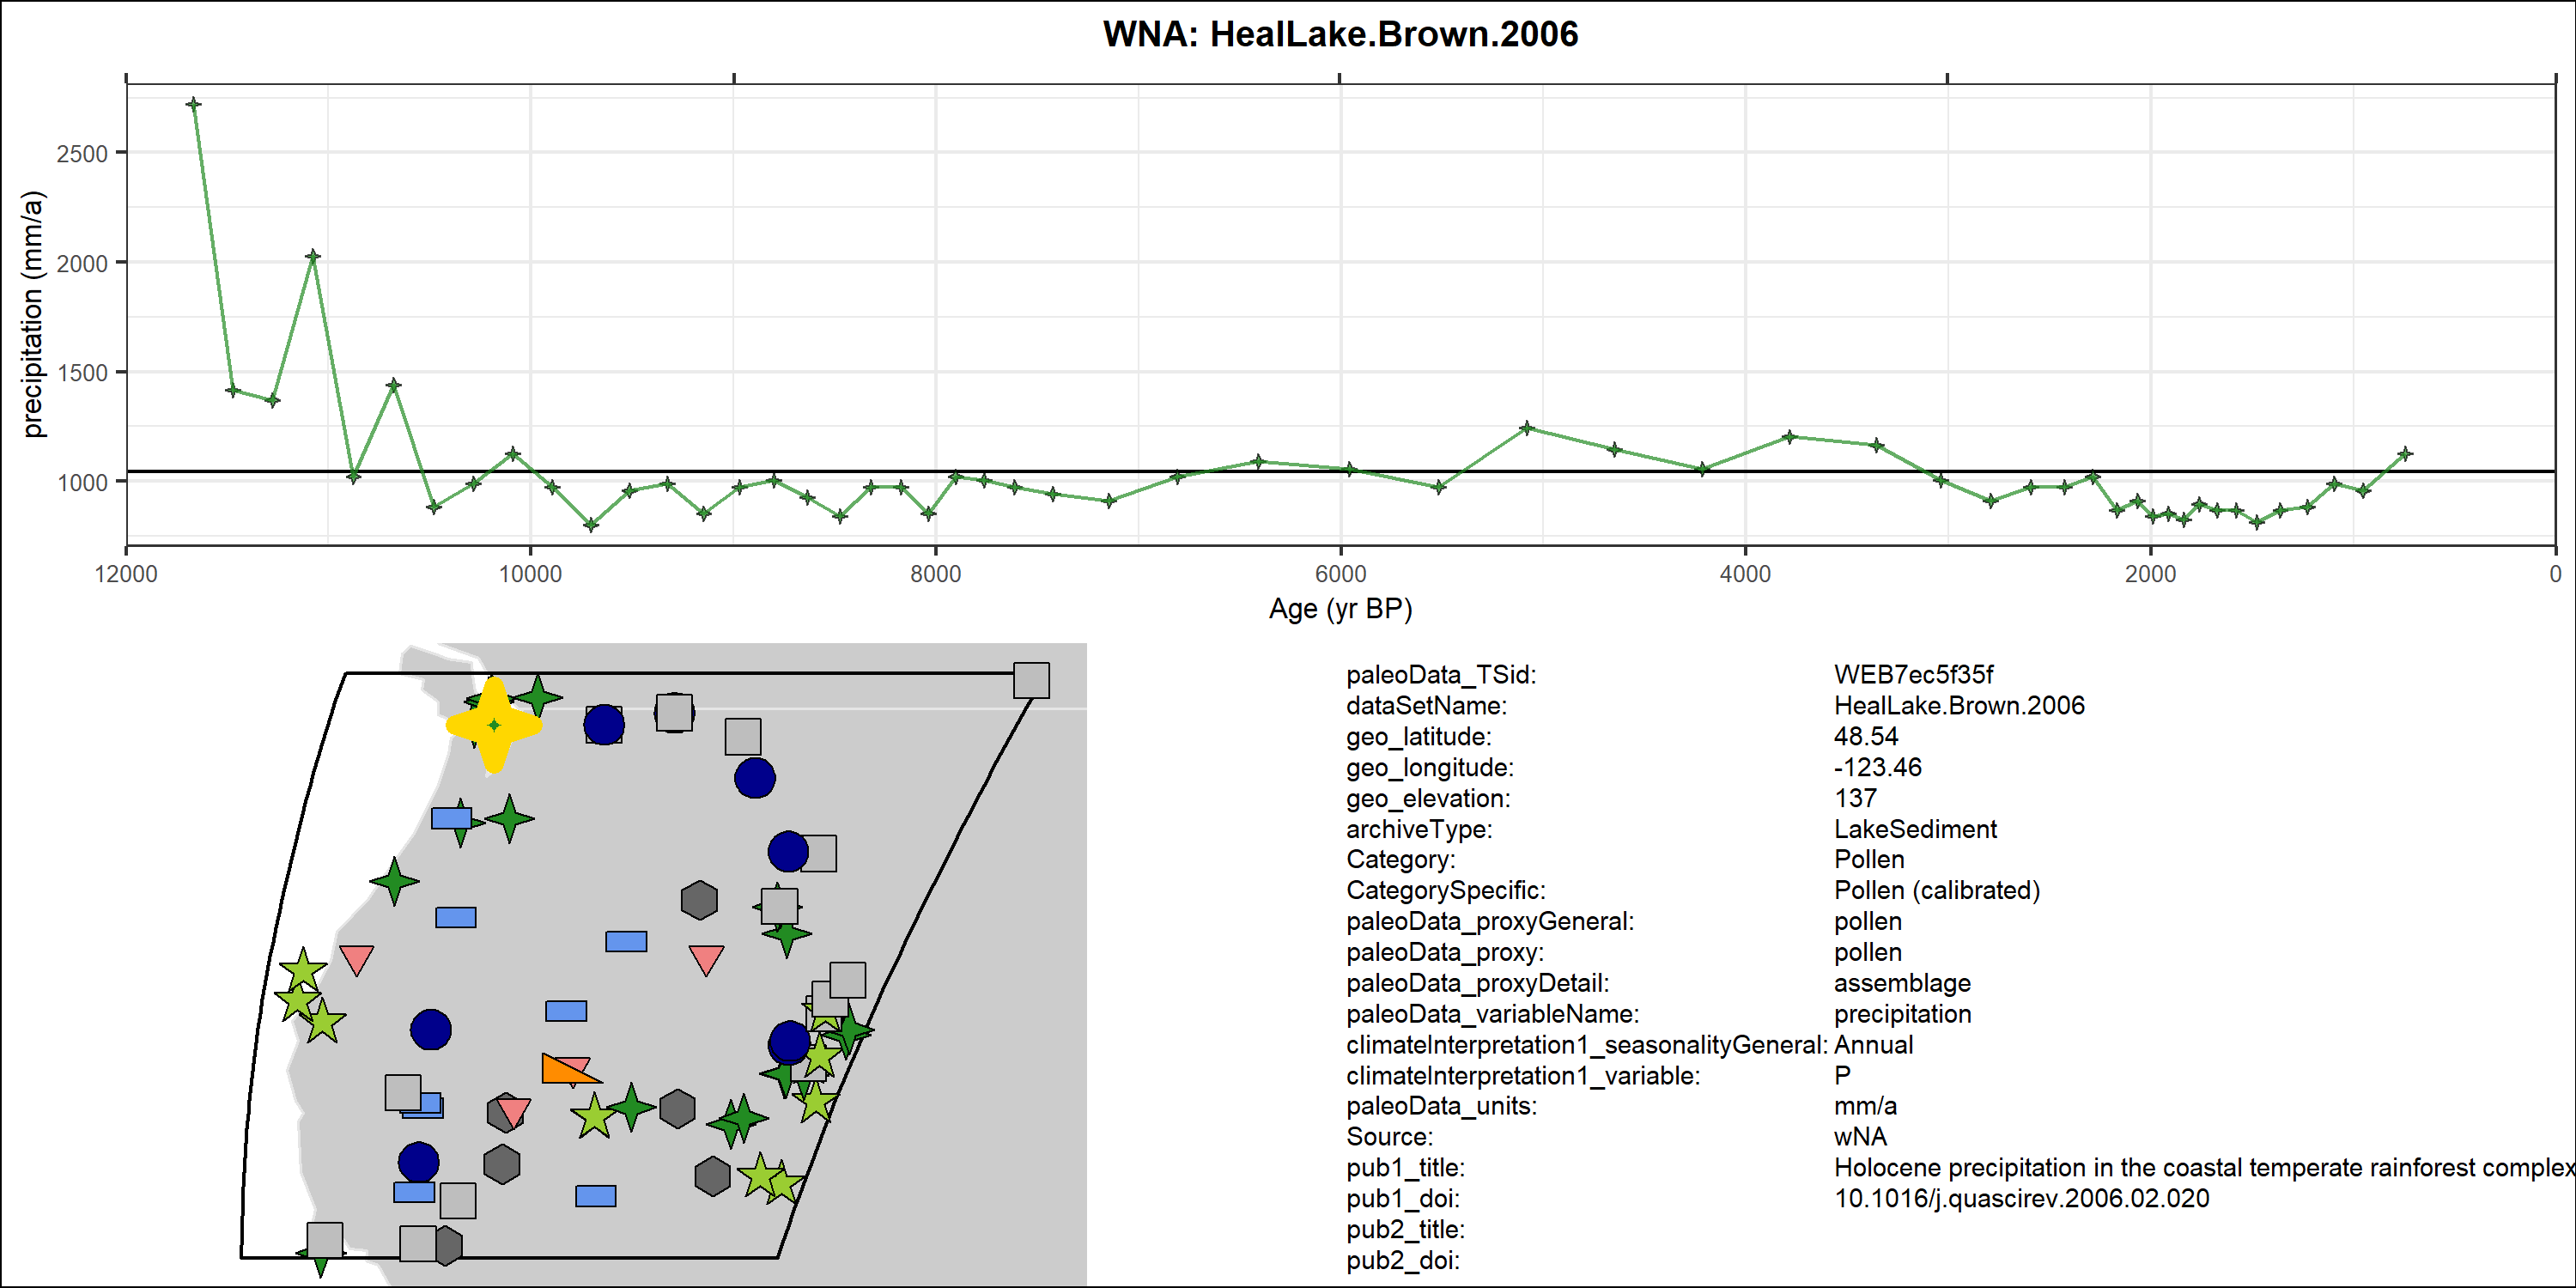 WNA: HealLake.Brown.2006
precipitation (mm/a)
2500
2000
1500
1000
12000 10000 8000 6000 4000 2000 0
Age (yr BP)
paleoData_TSid: WEB7ec5f35f
dataSetName: HealLake.Brown.2006
geo_latitude: 48.54
geo_longitude: -123.46
geo_elevation: 137
archiveType: LakeSediment
Category: Pollen
CategorySpecific: Pollen (calibrated)
paleoData_proxyGeneral: pollen
paleoData_proxy: pollen
paleoData_proxyDetail: assemblage
paleoData_variableName: precipitation
climateInterpretation1_seasonalityGeneral: Annual
climateInterpretation1_variable: P
paleoData_units: mm/a
Source: wNA
pub1_title: Holocene precipitation in the coastal temperate rainforest complex
pub1_doi: 10.1016/j.quascirev.2006.02.020
pub2_title:
pub2_doi: